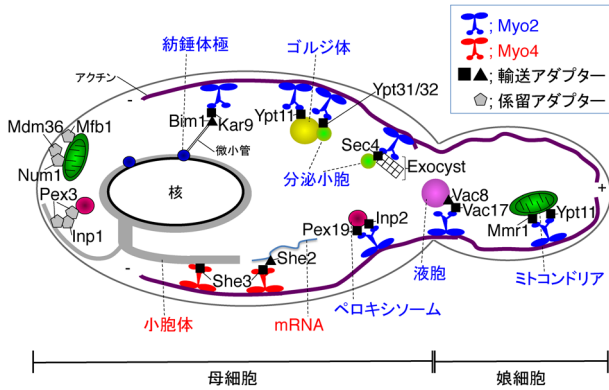 紡錘体極
ゴルジ体
; Myo2
; Myo4
; 輸送アダプター
; 係留アダプター
アクチン
-
Bim1
Kar9
Ypt11
Ypt31/32
微小管
Mdm36
Mfb1
Num1
Sec4
Exocyst
分泌小胞
Pex3
Inp1
核
+
Vac8
Vac17
Ypt11
Mmr1
Inp2
Pex19
She2
She3
-
液胞
ミトコンドリア
ペロキシソーム
小胞体
mRNA
母細胞
娘細胞